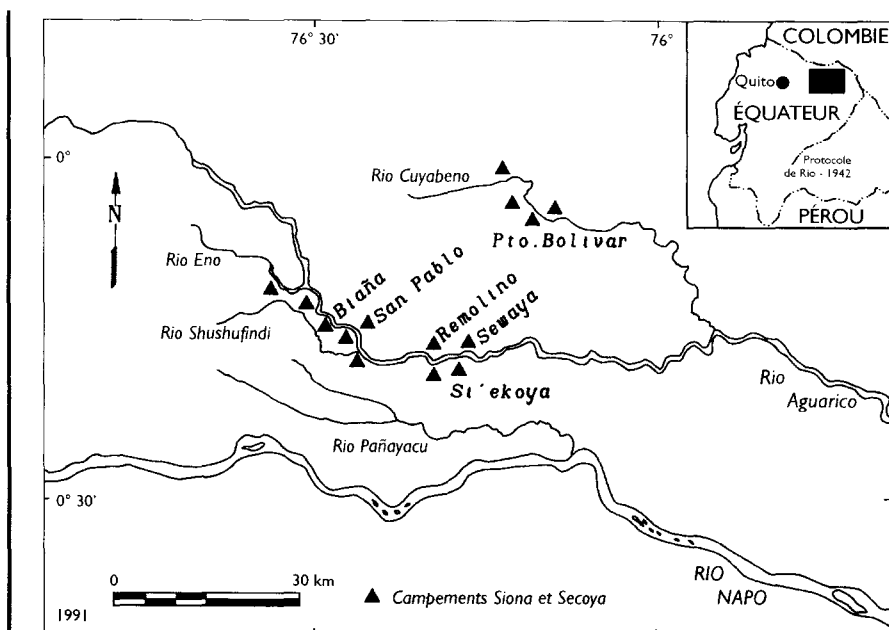 76° 30'
76°
COLOMBIE
Quito
ÉQUATEUR
Protocole
de Rio - 1942
PÉROU
0°
N
Rio Cuyabeno
Pto.Bolivar
Rio Eno
Biaña
San Pablo
Remolino
Sewaya
Rio Shushufindi
Si'ekoya
Rio
Aguarico
Rio Pañayacu
0° 30'
RIO
NAPO
0
30 km
Campements Siona et Secoya
1991